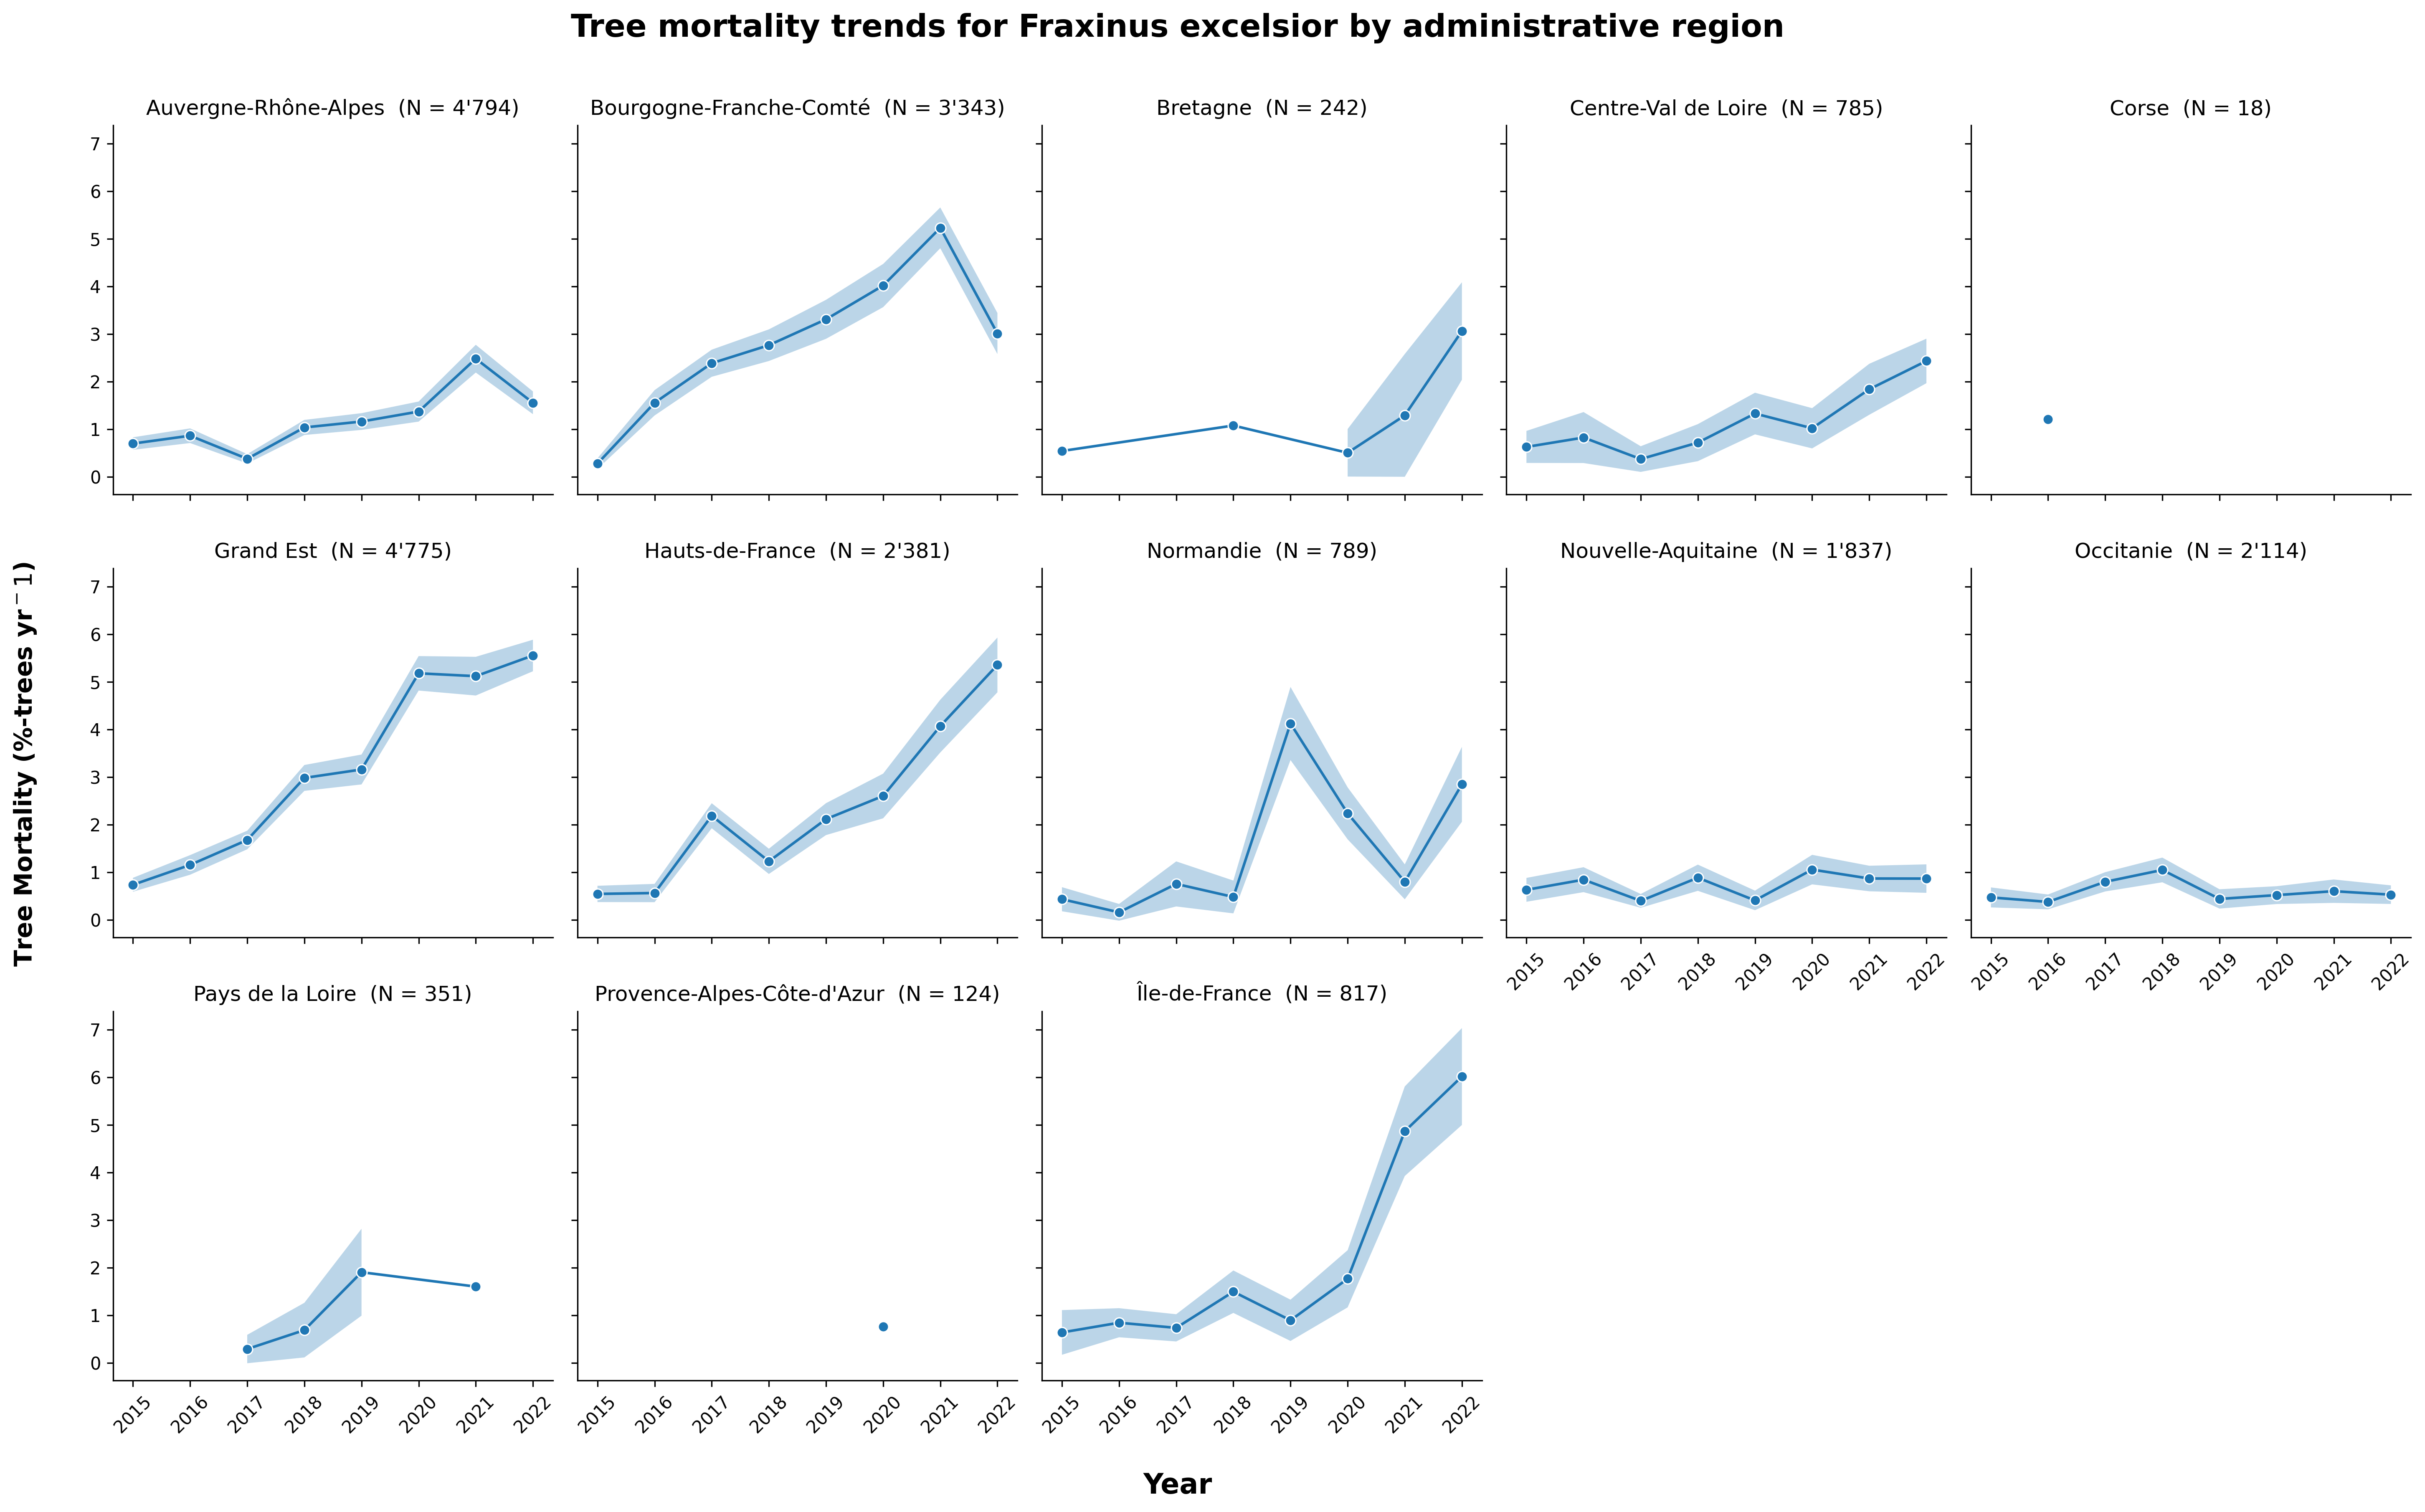 Tree mortality trends for Fraxinus excelsior by administrative region
Auvergne-Rhône-Alpes (N = 4'794)
Bourgogne-Franche-Comté (N = 3'343)
Bretagne (N = 242)
Centre-Val de Loire (N = 785)
Corse (N = 18)
7
6
5
4
3
2
1
0
Grand Est (N = 4'775)
Hauts-de-France (N = 2'381)
Normandie (N = 789)
Nouvelle-Aquitaine (N = 1'837)
Occitanie (N = 2'114)
7
6
5
4
3
2
1
0
2015 2016 2017 2018 2019 2020 2021 2022
2015 2016 2017 2018 2019 2020 2021 2022
Tree Mortality (%-trees yr⁻1)
Pays de la Loire (N = 351)
Provence-Alpes-Côte-d'Azur (N = 124)
Île-de-France (N = 817)
7
6
5
4
3
2
1
0
2015 2016 2017 2018 2019 2020 2021 2022
2015 2016 2017 2018 2019 2020 2021 2022
2015 2016 2017 2018 2019 2020 2021 2022
Year